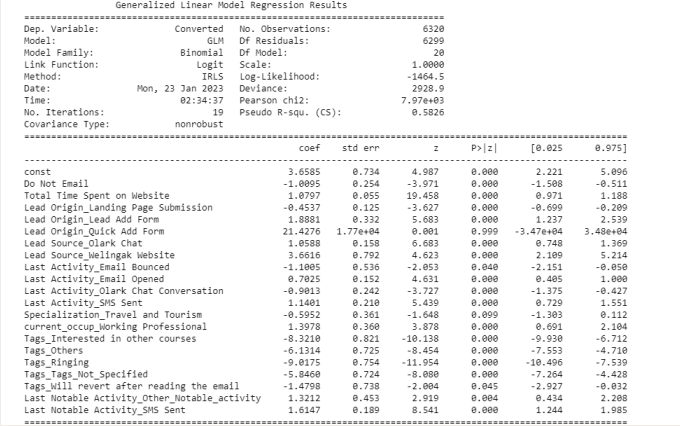 Generalized Linear Model Regression Results
Dep. Variable: Converted No. Observations: 6320
Model: GLM Df Residuals: 6299
Model Family: Binomial Df Model: 20
Link Function: Logit Scale: 1.0000
Method: IRLS Log-Likelihood: -1464.5
Date: Mon, 23 Jan 2023 Deviance: 2928.9
Time: 02:34:37 Pearson chi2: 7.97e+03
No. Iterations: 19 Pseudo R-squ. (CS): 0.5826
Covariance Type: nonrobust
coef std err z P>|z| [0.025 0.975]
const 3.6585 0.734 4.987 0.000 2.221 5.096
Do Not Email -1.0095 0.254 -3.971 0.000 -1.508 -0.511
Total Time Spent on Website 1.0797 0.055 19.458 0.000 0.971 1.188
Lead Origin_Landing Page Submission -0.4537 0.125 -3.627 0.000 -0.699 -0.209
Lead Origin_Lead Add Form 1.8881 0.332 5.683 0.000 1.237 2.539
Lead Origin_Quick Add Form 21.4276 1.77e+04 0.001 0.999 -3.47e+04 3.48e+04
Lead Source_Olark Chat 1.0588 0.158 6.683 0.000 0.748 1.369
Lead Source_Welingak Website 3.6616 0.792 4.623 0.000 2.109 5.214
Last Activity_Email Bounced -1.1005 0.536 -2.053 0.040 -2.151 -0.050
Last Activity_Email Opened 0.7025 0.152 4.631 0.000 0.405 1.000
Last Activity_Olark Chat Conversation -0.9013 0.242 -3.727 0.000 -1.375 -0.427
Last Activity_SMS Sent 1.1401 0.210 5.439 0.000 0.729 1.551
Specialization_Travel and Tourism -0.5952 0.361 -1.648 0.099 -1.303 0.112
current_occup_Working Professional 1.3978 0.360 3.878 0.000 0.691 2.104
Tags_Interested in other courses -8.3210 0.821 -10.138 0.000 -9.930 -6.712
Tags_Others -6.1314 0.725 -8.454 0.000 -7.553 -4.710
Tags_Ringing -9.0175 0.754 -11.954 0.000 -10.496 -7.539
Tags_Tags_Not_Specified -5.8460 0.724 -8.080 0.000 -7.264 -4.428
Tags_Will revert after reading the email -1.4798 0.738 -2.004 0.045 -2.927 -0.032
Last Notable Activity_Other_Notable_activity 1.3212 0.453 2.919 0.004 0.434 2.208
Last Notable Activity_SMS Sent 1.6147 0.189 8.541 0.000 1.244 1.985